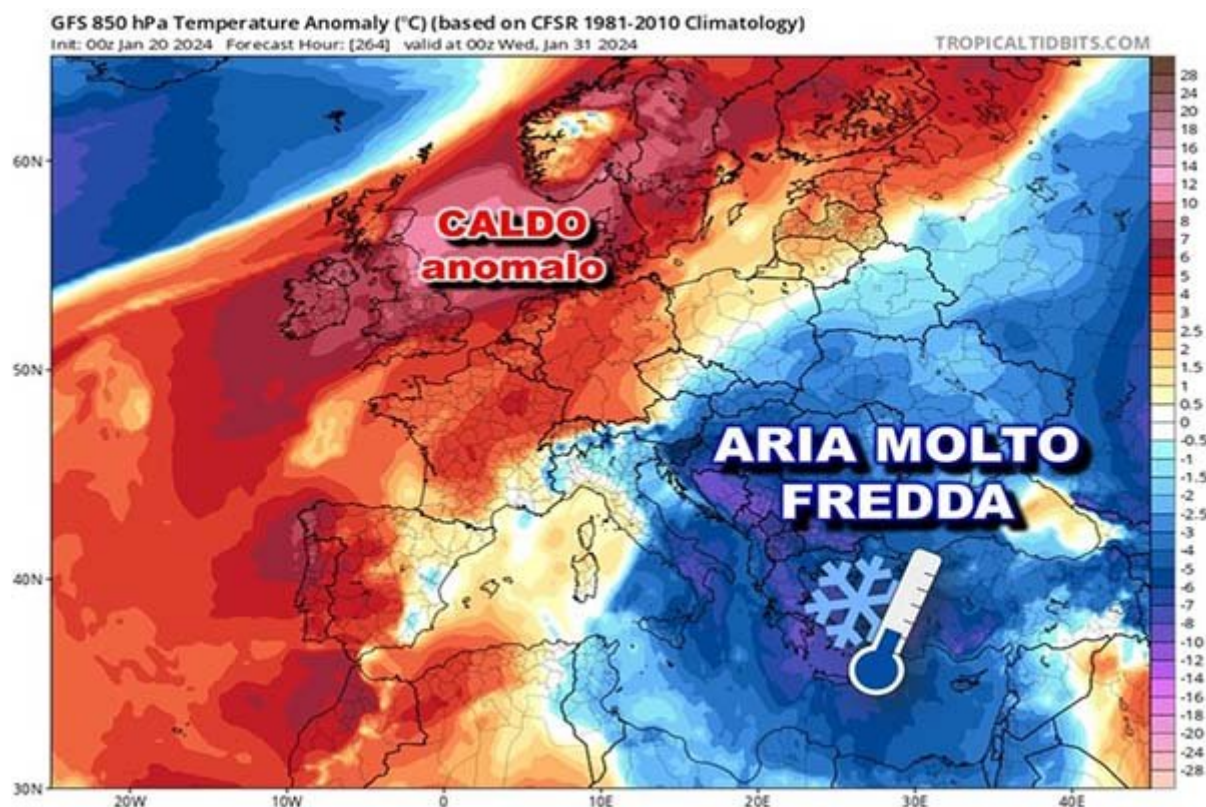 GFS 850 hPa Temperature Anomaly (°C) (based on CFSR 1981-2010 Climatology)
Init: 00z Jan 20 2024 Forecast Hour: [264] valid at 00z Wed, Jan 31 2024 TROPICALTIDBITS.COM
60N
50N
40N
30N
20W
10W
0
10E
20E
30E
40E
CALDO
anomalo
ARIA MOLTO
FREDDA
28
24
20
18
16
14
12
10
8
7
6
5
4
3
2.5
2
1.5
1
0.5
0
-0.5
-1
-1.5
-2
-2.5
-3
-4
-5
-6
-7
-8
-10
-12
-14
-16
-18
-20
-24
-28